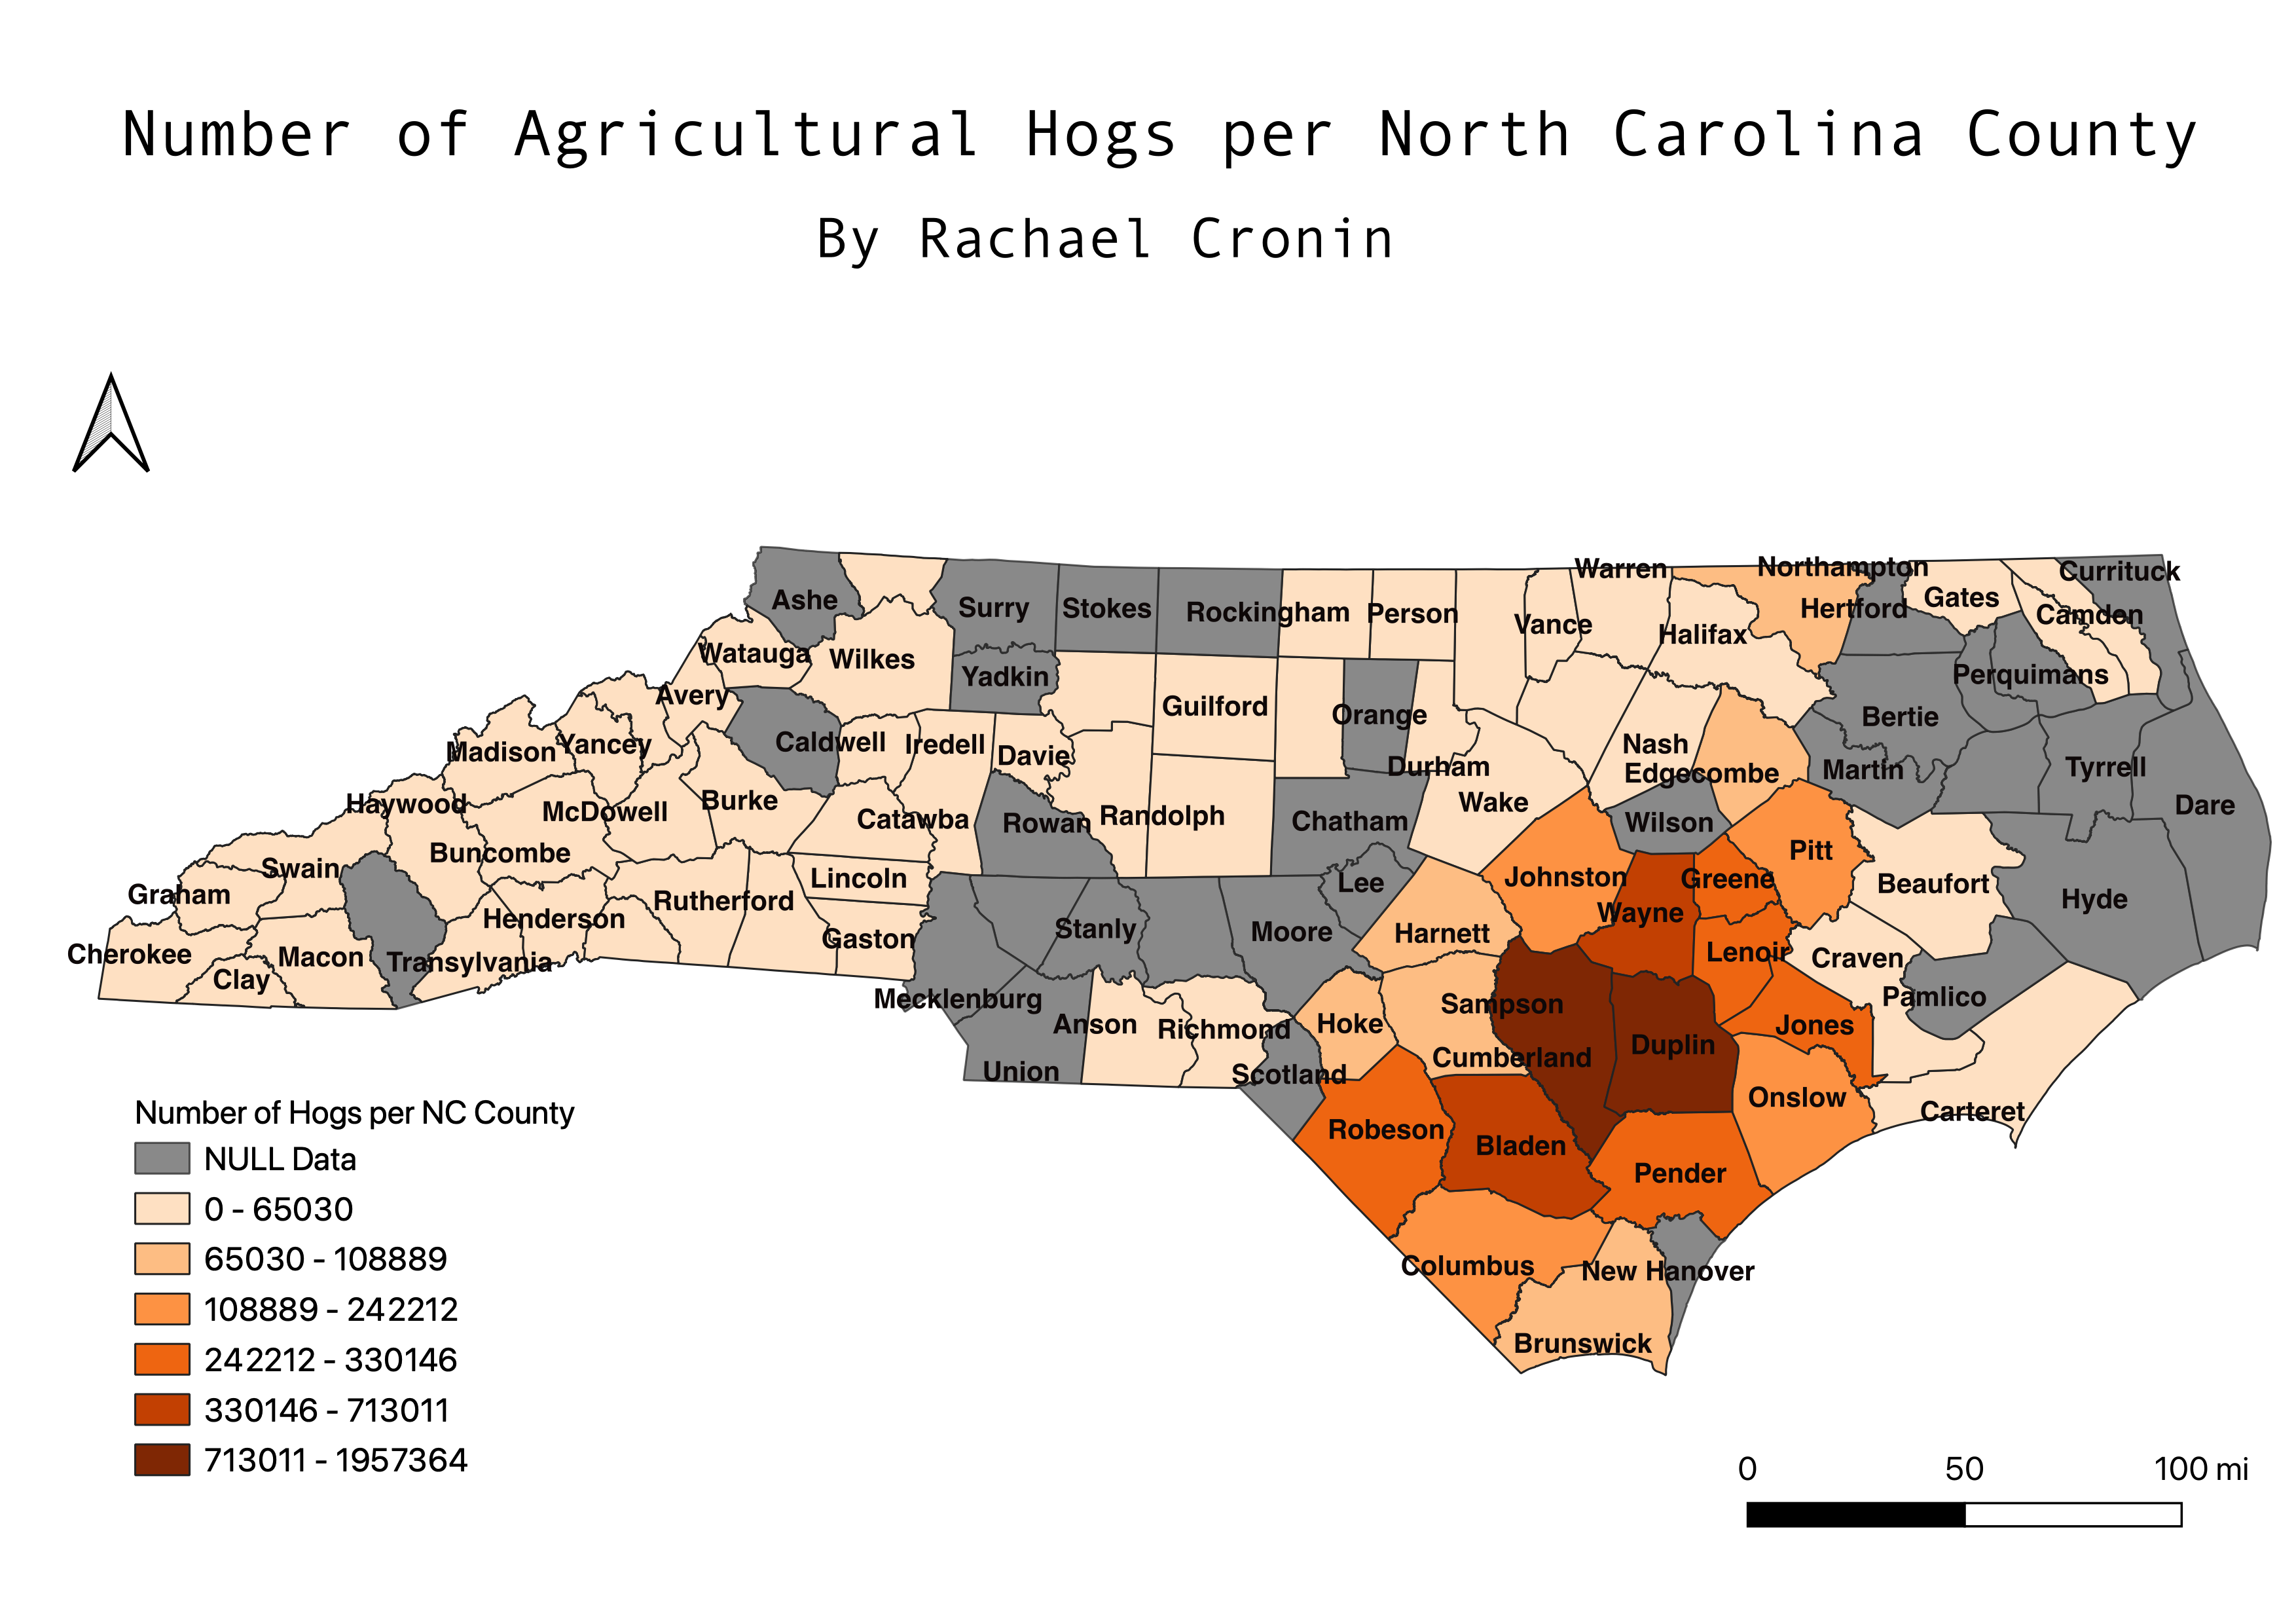 Number of Agricultural Hogs per North Carolina County
By Rachael Cronin
Warren
Northampton
Currituck
Ashe
Surry
Stokes
Rockingham
Person
Vance
Halifax
Hertford
Gates
Camden
Watauga
Wilkes
Yadkin
Perquimans
Avery
Guilford
Orange
Bertie
Madison
Yancey
Caldwell
Iredell
Davie
Nash
Edgecombe
Martin
Tyrrell
Durham
Haywood
McDowell
Burke
Catawba
Rowan
Randolph
Chatham
Wake
Wilson
Dare
Swain
Buncombe
Pitt
Graham
Lincoln
Lee
Johnston
Greene
Beaufort
Hyde
Rutherford
Henderson
Stanly
Moore
Harnett
Wayne
Gaston
Cherokee
Macon
Transylvania
Lenoir
Craven
Clay
Mecklenburg
Sampson
Pamlico
Anson
Richmond
Hoke
Jones
Union
Scotland
Cumberland
Duplin
Onslow
Carteret
Robeson
Bladen
Pender
Columbus
New Hanover
Brunswick
Number of Hogs per NC County
NULL Data
0 - 65030
65030 - 108889
108889 - 242212
242212 - 330146
330146 - 713011
713011 - 1957364
0 50 100 mi